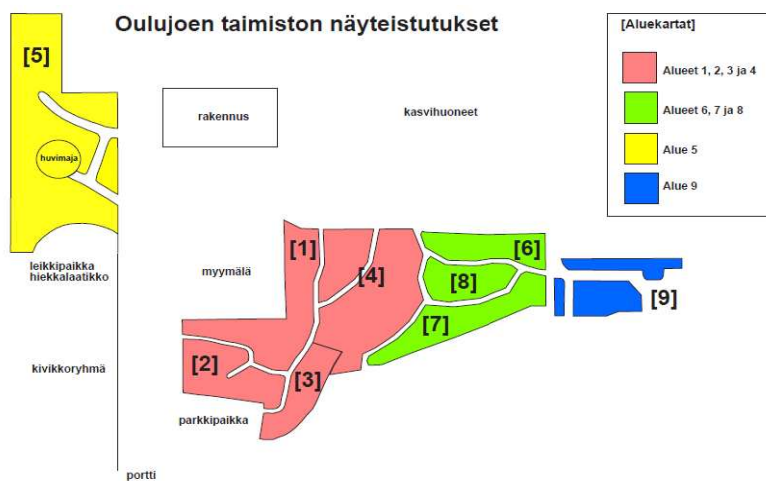 Oulujoen taimiston näyteistutukset
[Aluekartat]
Alueet 1, 2, 3 ja 4
Alueet 6, 7 ja 8
Alue 5
Alue 9
[5]
huvimaja
rakennus
kasvihuoneet
leikkipaikka
hiekkalaatikko
myymälä
[1]
[4]
[6]
[8]
[9]
[7]
kivikkoryhmä
[2]
[3]
parkkipaikka
portti